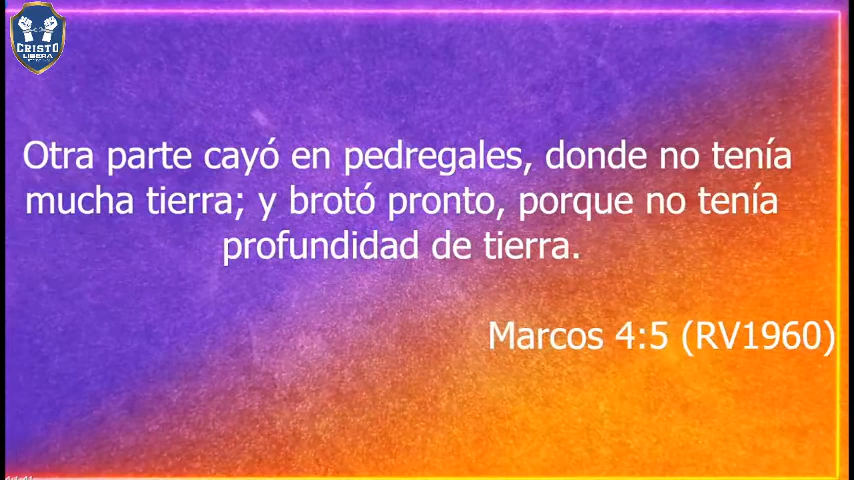 CRISTO
LIBERA
Otra parte cayó en pedregales, donde no tenía
mucha tierra; y brotó pronto, porque no tenía
profundidad de tierra.
Marcos 4:5 (RV1960)